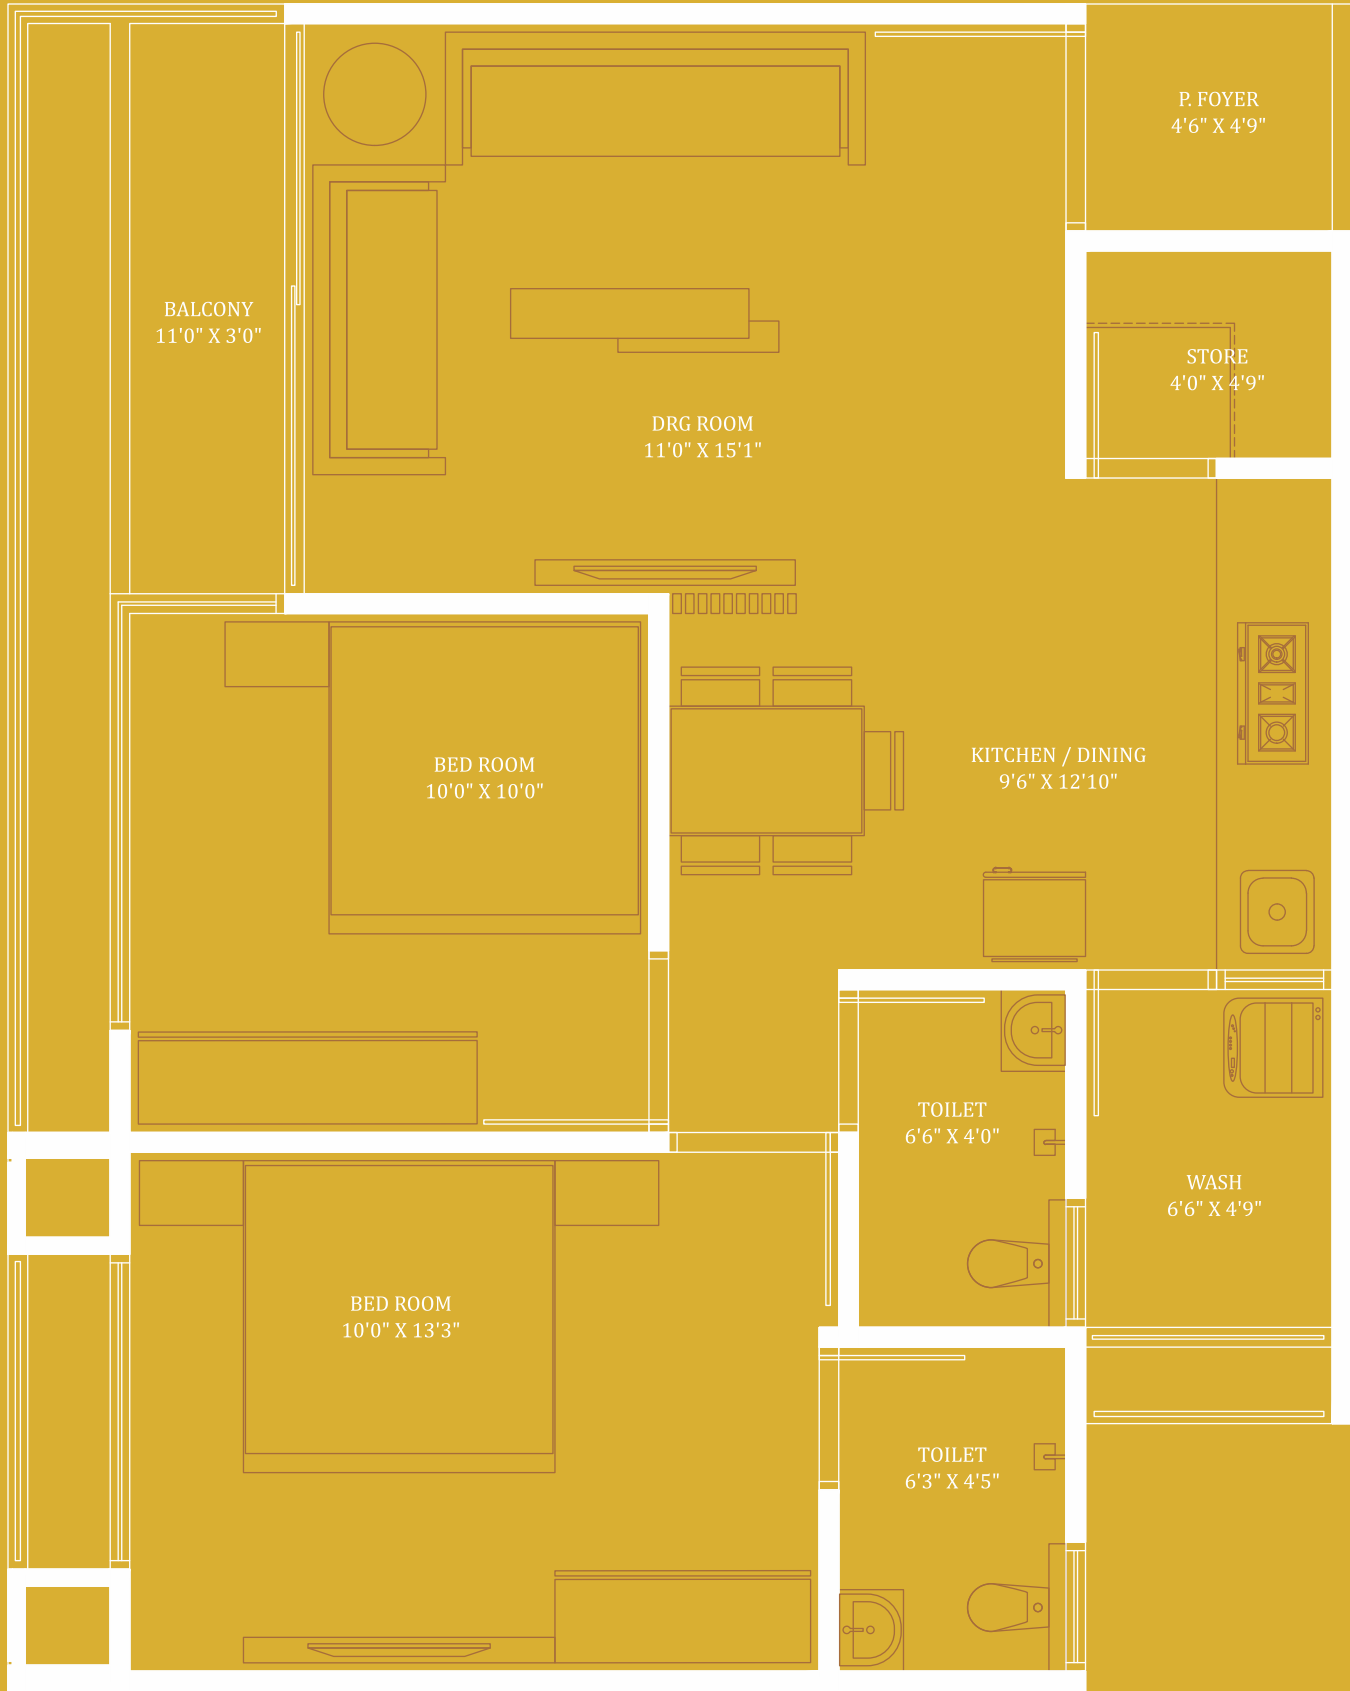 P. FOYER
4'6" X 4'9"
BALCONY
11'0" X 3'0"
STORE
4'0" X 4'9"
DRG ROOM
11'0" X 15'1"
BED ROOM
10'0" X 10'0"
KITCHEN / DINING
9'6" X 12'10"
TOILET
6'6" X 4'0"
WASH
6'6" X 4'9"
BED ROOM
10'0" X 13'3"
TOILET
6'3" X 4'5"